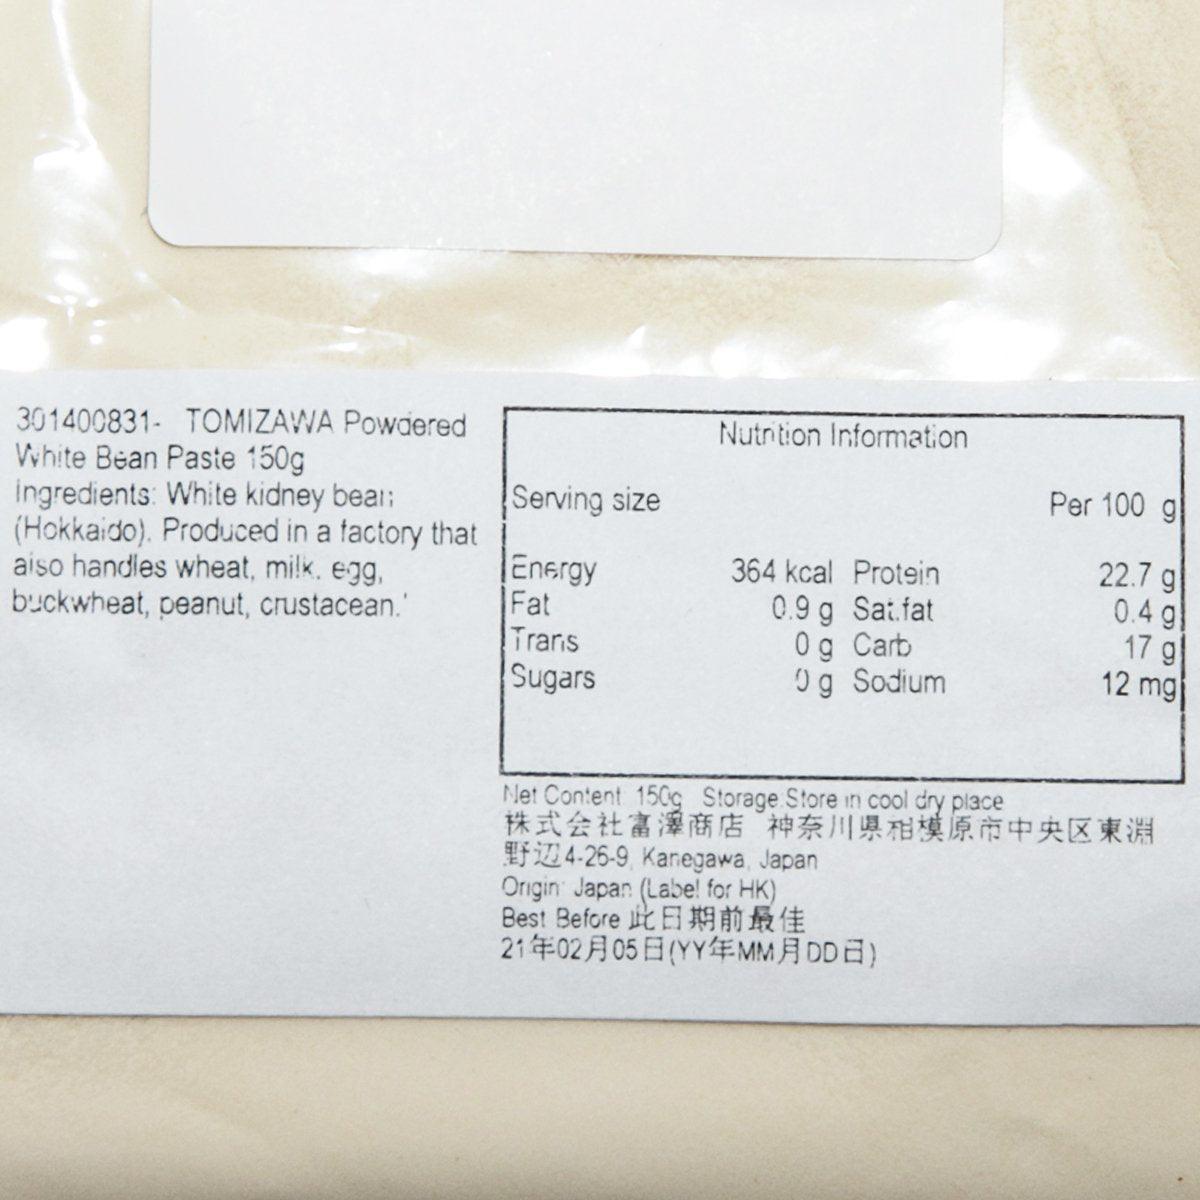 301400831- TOMIZAWA Powdered
White Bean Paste 150g
Ingredients: White kidney bean
(Hokkaido). Produced in a factory that
also handles wheat, milk, egg,
buckwheat, peanut, crustacean.'
Nutrition Information
Serving size Per 100 g
Energy 364 kcal Protein 22.7 g
Fat 0.9 g Sat.fat 0.4 g
Trans 0 g Carb 17 g
Sugars 0 g Sodium 12 mg
Net Content: 150g Storage:Store in cool dry place
株式会社富澤商店 神奈川県相模原市中央区東淵
野辺4-26-9, Kanegawa, Japan
Origin: Japan (Label for HK)
Best Before 此日期前最佳
21年02月05日(YY年MM月DD日)